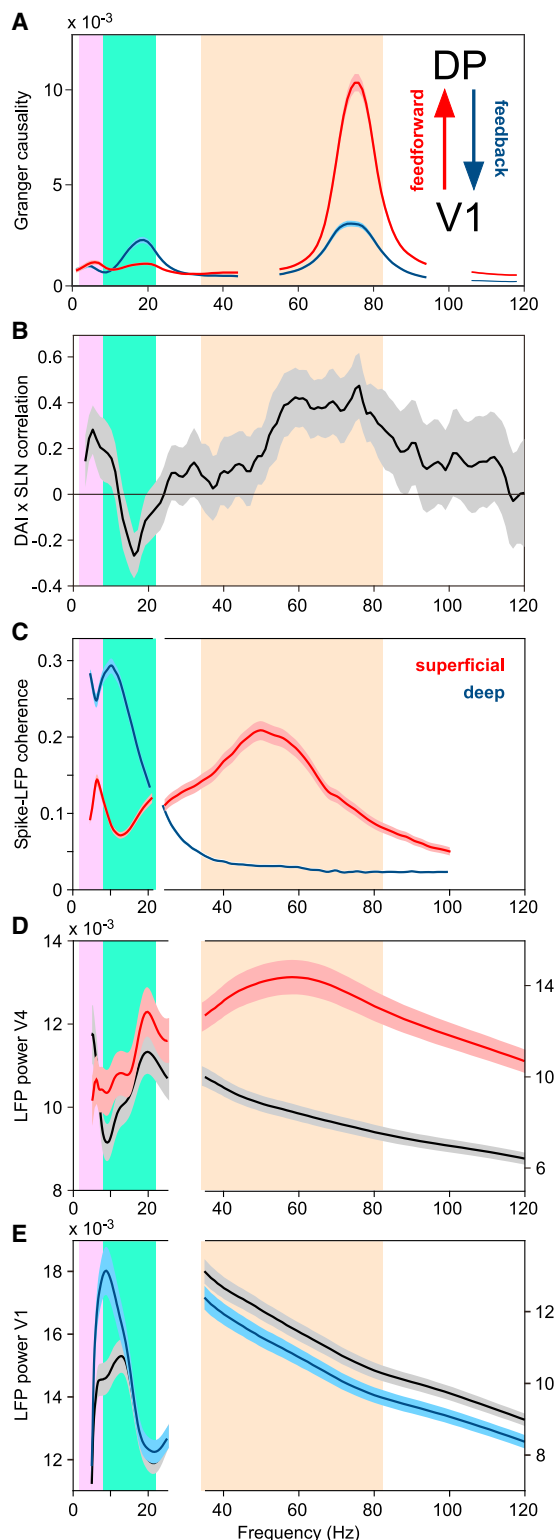 A
x 10⁻³
Granger causality
10
5
0
DP
feedforward
feedback
V1
0 20 40 60 80 100 120
B
DAI x SLN correlation
0.6
0.4
0.2
0
-0.2
-0.4
0 20 40 60 80 100 120
C
Spike-LFP coherence
0.3
0.2
0.1
0
superficial
deep
0 20 40 60 80 100 120
D
x 10⁻³
LFP power V4
14
12
10
8
14
10
6
0 20 40 60 80 100 120
E
x 10⁻³
LFP power V1
18
16
14
12
12
10
8
0 20 40 60 80 100 120
Frequency (Hz)